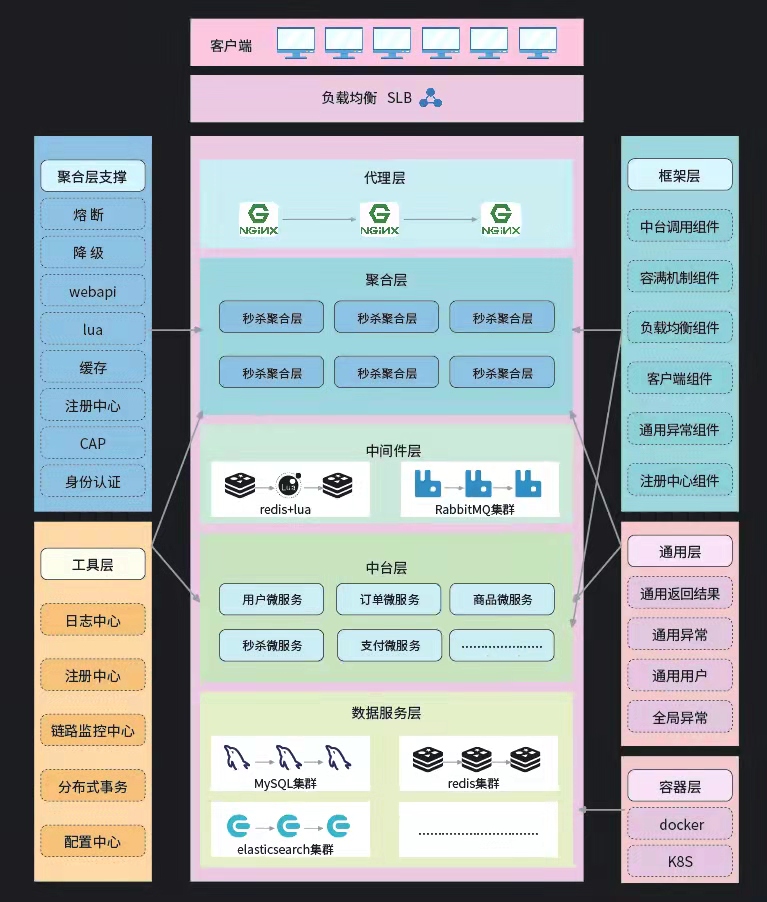 客户端
负载均衡 SLB
聚合层支撑
熔断
降级
webapi
lua
缓存
注册中心
CAP
身份认证
工具层
日志中心
注册中心
链路监控中心
分布式事务
配置中心
代理层
NGiNX
NGiNX
NGiNX
聚合层
秒杀聚合层
秒杀聚合层
秒杀聚合层
秒杀聚合层
秒杀聚合层
秒杀聚合层
中间件层
Lua
redis+lua
RabbitMQ集群
中台层
用户微服务
订单微服务
商品微服务
秒杀微服务
支付微服务
数据服务层
MySQL集群
redis集群
elasticsearch集群
框架层
中台调用组件
容满机制组件
负载均衡组件
客户端组件
通用异常组件
注册中心组件
通用层
通用返回结果
通用异常
通用用户
全局异常
容器层
docker
K8S